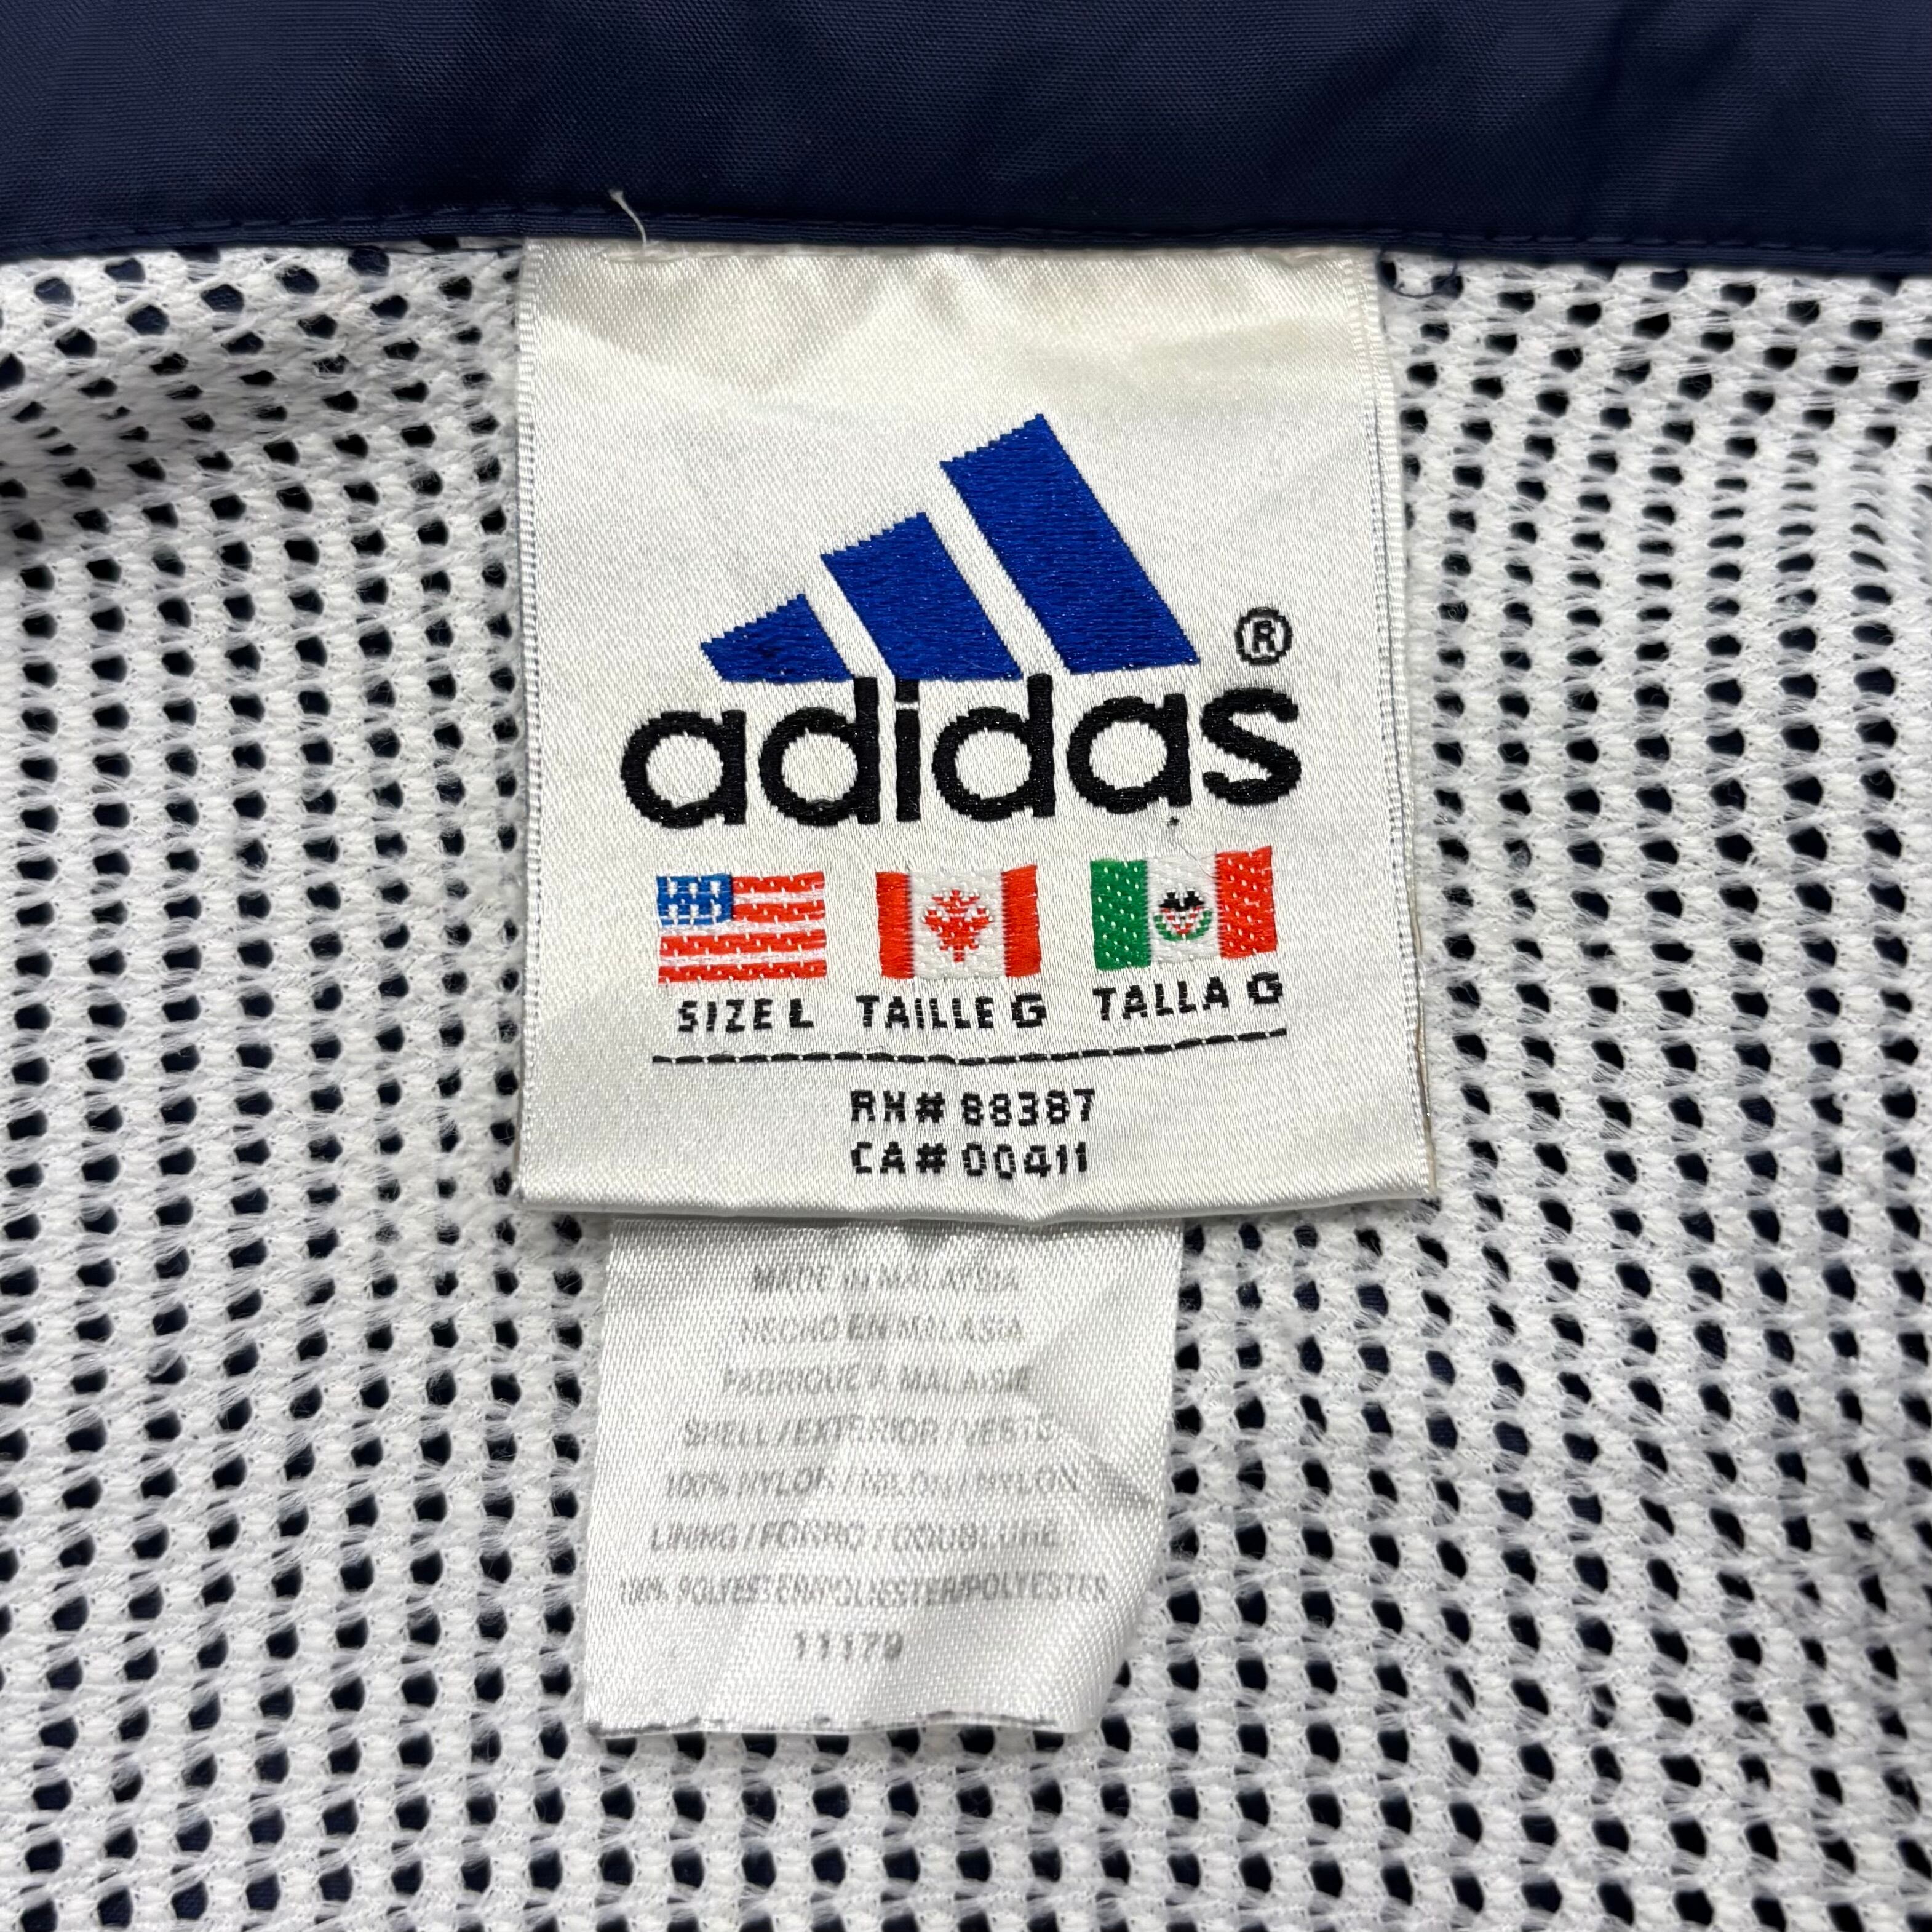 ®
adidas
SIZE L TAILLE G TALLA G
RN# 88387
CA# 00411
MADE IN MALAYSIA
HECHO EN MALASIA
FABRIQUE A MALAISIE
SHELL/EXTERIOR/VESTE
100% NYLON/NILON/NYLON
LINING/FORRO/DOUBLURE
100% POLYESTER/POLIESTER/POLYESTER
11179